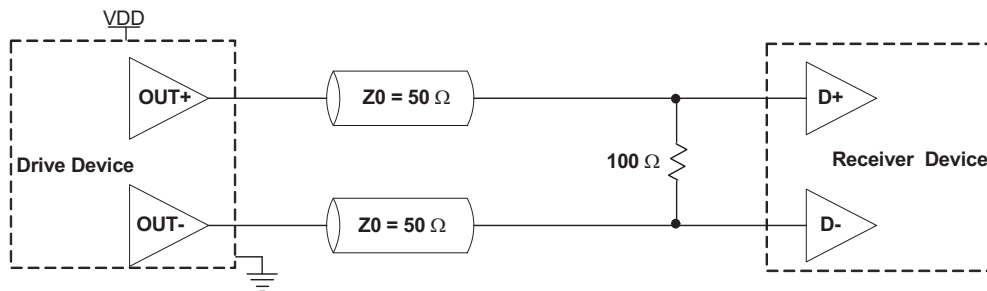 VDD
OUT+
Z0 = 50 Ω
D+
Drive Device
100 Ω
Receiver Device
OUT-
Z0 = 50 Ω
D-